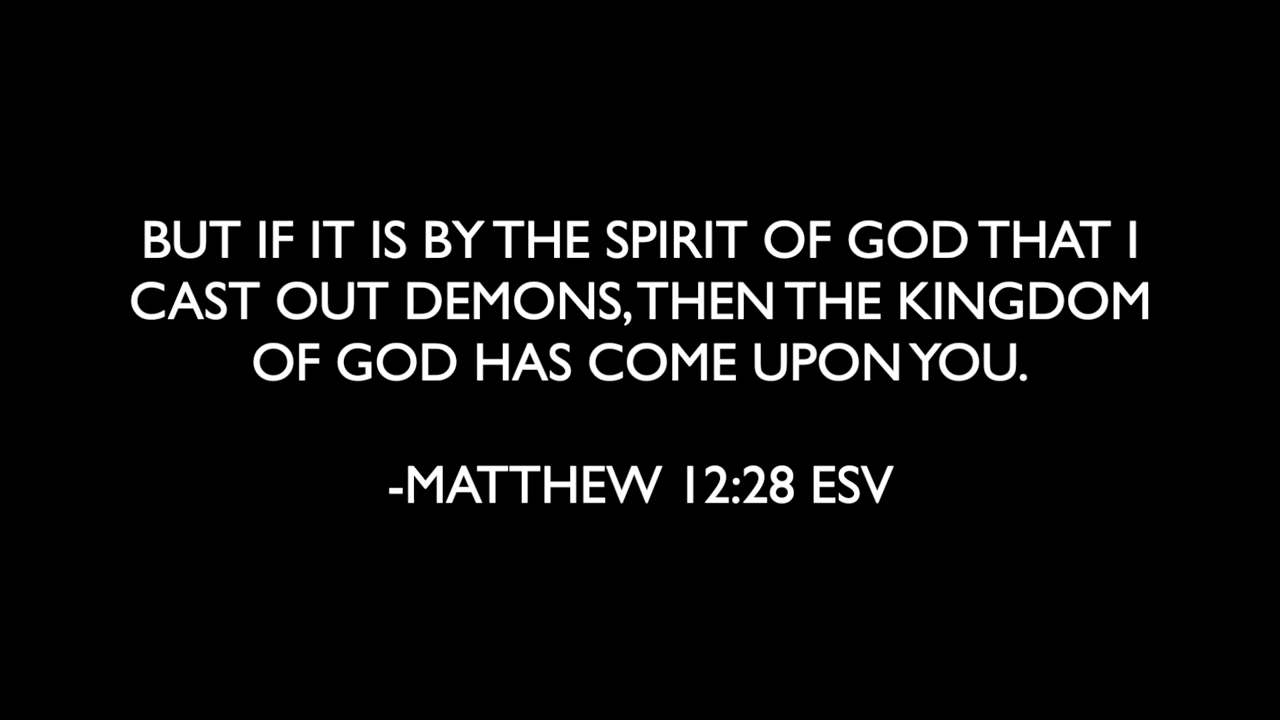 BUT IF IT IS BY THE SPIRIT OF GOD THAT I
CAST OUT DEMONS, THEN THE KINGDOM
OF GOD HAS COME UPON YOU.
-MATTHEW 12:28 ESV